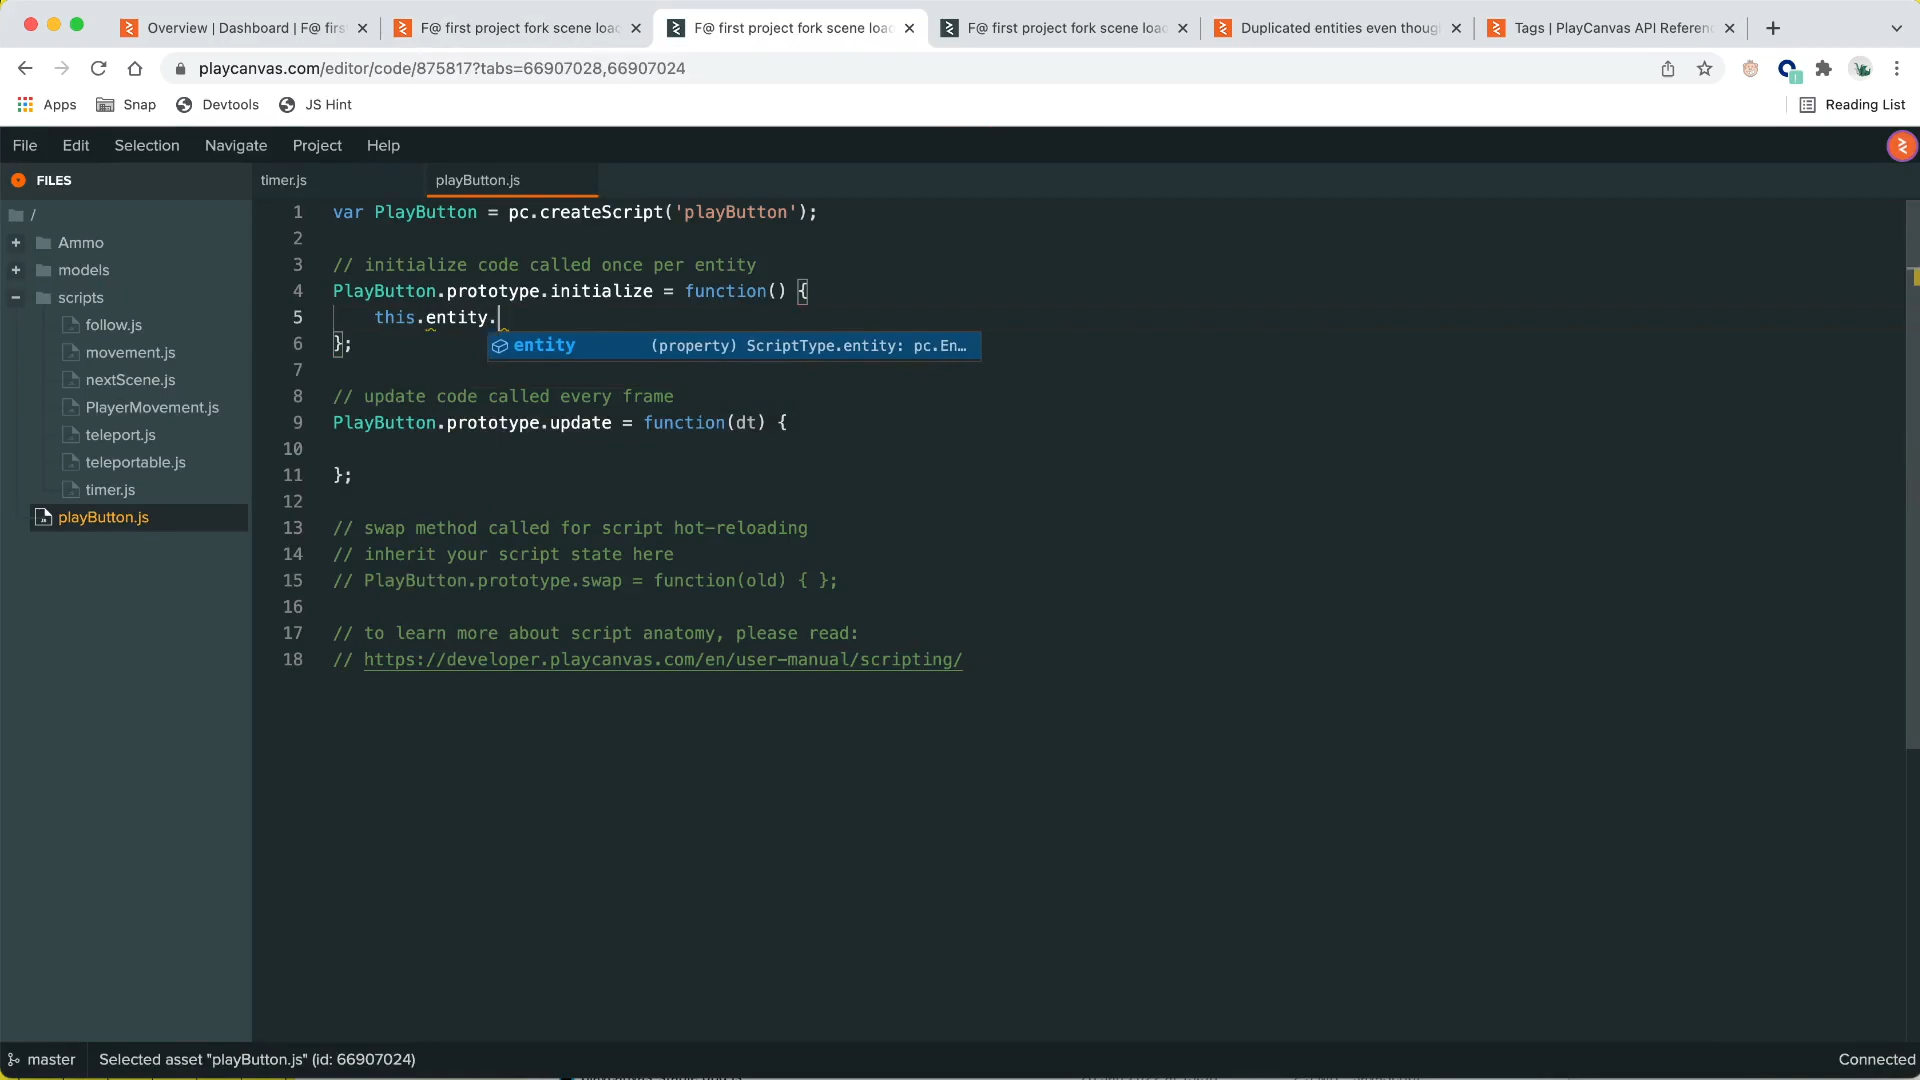 Overview | Dashboard | F@ firs
F@ first project fork scene loa
F@ first project fork scene loa
F@ first project fork scene loa
Duplicated entities even thoug
Tags | PlayCanvas API Referen
playcanvas.com/editor/code/875817?tabs=66907028,66907024
Apps
Snap
Devtools
JS Hint
Reading List
File
Edit
Selection
Navigate
Project
Help
FILES
timer.js
playButton.js
/
Ammo
models
scripts
follow.js
movement.js
nextScene.js
PlayerMovement.js
teleport.js
teleportable.js
timer.js
playButton.js
1 var PlayButton = pc.createScript('playButton');
2
3 // initialize code called once per entity
4 PlayButton.prototype.initialize = function() {
5 this.entity.
entity (property) ScriptType.entity: pc.En…
6 };
7
8 // update code called every frame
9 PlayButton.prototype.update = function(dt) {
10
11 };
12
13 // swap method called for script hot-reloading
14 // inherit your script state here
15 // PlayButton.prototype.swap = function(old) { };
16
17 // to learn more about script anatomy, please read:
18 // https://developer.playcanvas.com/en/user-manual/scripting/
master
Selected asset "playButton.js" (id: 66907024)
Connected